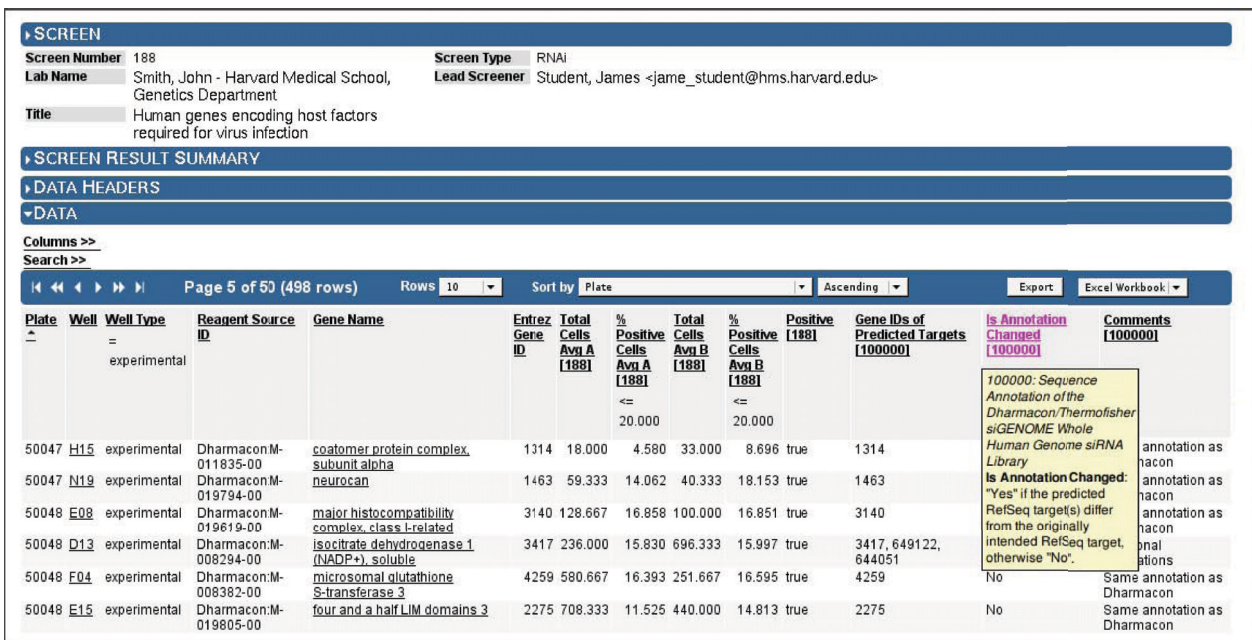 SCREEN
Screen Number 188 Screen Type RNAi
Lab Name Smith, John - Harvard Medical School, Lead Screener Student, James <jame_student@hms.harvard.edu>
Genetics Department
Title Human genes encoding host factors
required for virus infection
SCREEN RESULT SUMMARY
DATA HEADERS
DATA
Columns >>
Search >>
Page 5 of 50 (498 rows) Rows 10 Sort by Plate Ascending Export Excel Workbook
Plate Well Well Type Reagent Source Gene Name Entrez Total % Total % Positive Gene IDs of Is Annotation Comments
= ID Gene Cells Positive Cells Positive [188] Predicted Targets Changed [100000]
experimental ID Avg A Cells Avg B Cells [100000] [100000]
[188] Avg A [188] Avg B
[188] [188]
<= <=
20.000 20.000
100000: Sequence
Annotation of the
Dharmacon/Thermofisher
siGENOME Whole
Human Genome siRNA
Library
Is Annotation Changed:
"Yes" if the predicted
RefSeq target(s) differ
from the originally
intended RefSeq target,
otherwise "No".
50047 H15 experimental Dharmacon:M- coatomer protein complex, 1314 18.000 4.580 33.000 8.696 true 1314 annotation as
011835-00 subunit alpha macon
50047 N19 experimental Dharmacon:M- neurocan 1463 59.333 14.062 40.333 18.153 true 1463 annotation as
019794-00 macon
50048 E08 experimental Dharmacon:M- major histocompatibility 3140 128.667 16.858 100.000 16.851 true 3140 annotation as
019619-00 complex, class I-related macon
50048 D13 experimental Dharmacon:M- isocitrate dehydrogenase 1 3417 236.000 15.830 696.333 15.997 true 3417, 649122, onal
008294-00 (NADP+), soluble 644051 ations
50048 F04 experimental Dharmacon:M- microsomal glutathione 4259 580.667 16.393 251.667 16.595 true 4259 No Same annotation as
008382-00 S-transferase 3 Dharmacon
50048 E15 experimental Dharmacon:M- four and a half LIM domains 3 2275 708.333 11.525 440.000 14.813 true 2275 No Same annotation as
019805-00 Dharmacon